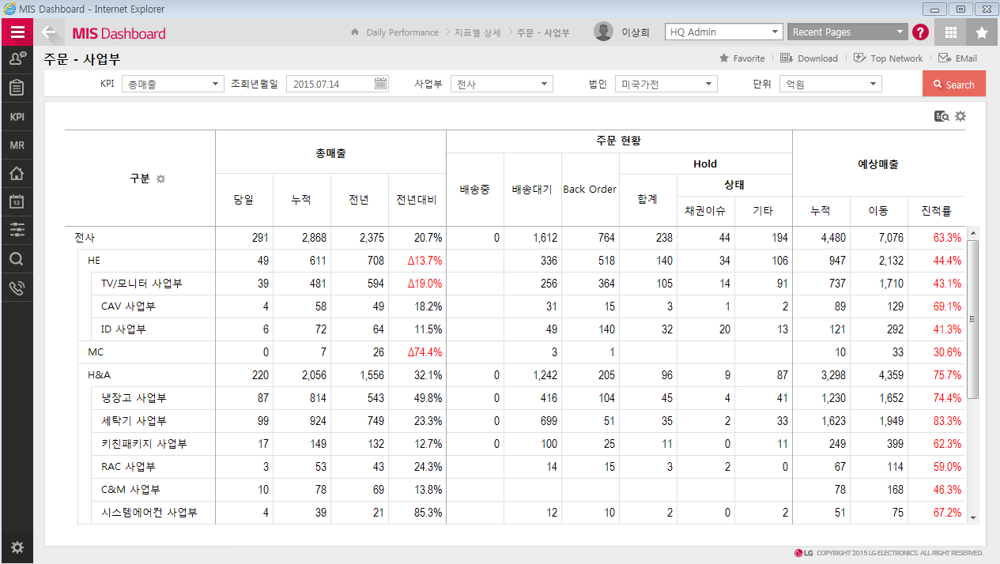 MIS Dashboard - Internet Explorer
MIS Dashboard
Daily Performance > 지표별 상세 > 주문 - 사업부
이상희
HQ Admin
Recent Pages
?
주문 - 사업부
Favorite | Download | Top Network EMail
KPI 총매출 조회년월일 2015.07.14 사업부 전사 법인 미국가전 단위 억원 Search
KPI
MR
12
구분 총매출 주문 현황 예상매출
Hold
상태
당일 누적 전년 전년대비 배송중 배송대기 Back Order 합계 채권이슈 기타 누적 이동 진척률
전사 291 2,868 2,375 20.7% 0 1,612 764 238 44 194 4,480 7,076 63.3%
HE 49 611 708 Δ13.7% 336 518 140 34 106 947 2,132 44.4%
TV/모니터 사업부 39 481 594 Δ19.0% 256 364 105 14 91 737 1,710 43.1%
CAV 사업부 4 58 49 18.2% 31 15 3 1 2 89 129 69.1%
ID 사업부 6 72 64 11.5% 49 140 32 20 13 121 292 41.3%
MC 0 7 26 Δ74.4% 3 1 10 33 30.6%
H&A 220 2,056 1,556 32.1% 0 1,242 205 96 9 87 3,298 4,359 75.7%
냉장고 사업부 87 814 543 49.8% 0 416 104 45 4 41 1,230 1,652 74.4%
세탁기 사업부 99 924 749 23.3% 0 699 51 35 2 33 1,623 1,949 83.3%
키친패키지 사업부 17 149 132 12.7% 0 100 25 11 0 11 249 399 62.3%
RAC 사업부 3 53 43 24.3% 14 15 3 2 0 67 114 59.0%
C&M 사업부 10 78 69 13.8% 78 168 46.3%
시스템에어컨 사업부 4 39 21 85.3% 12 10 2 0 2 51 75 67.2%
LG COPYRIGHT 2015 LG ELECTRONICS. ALL RIGHT RESERVED.